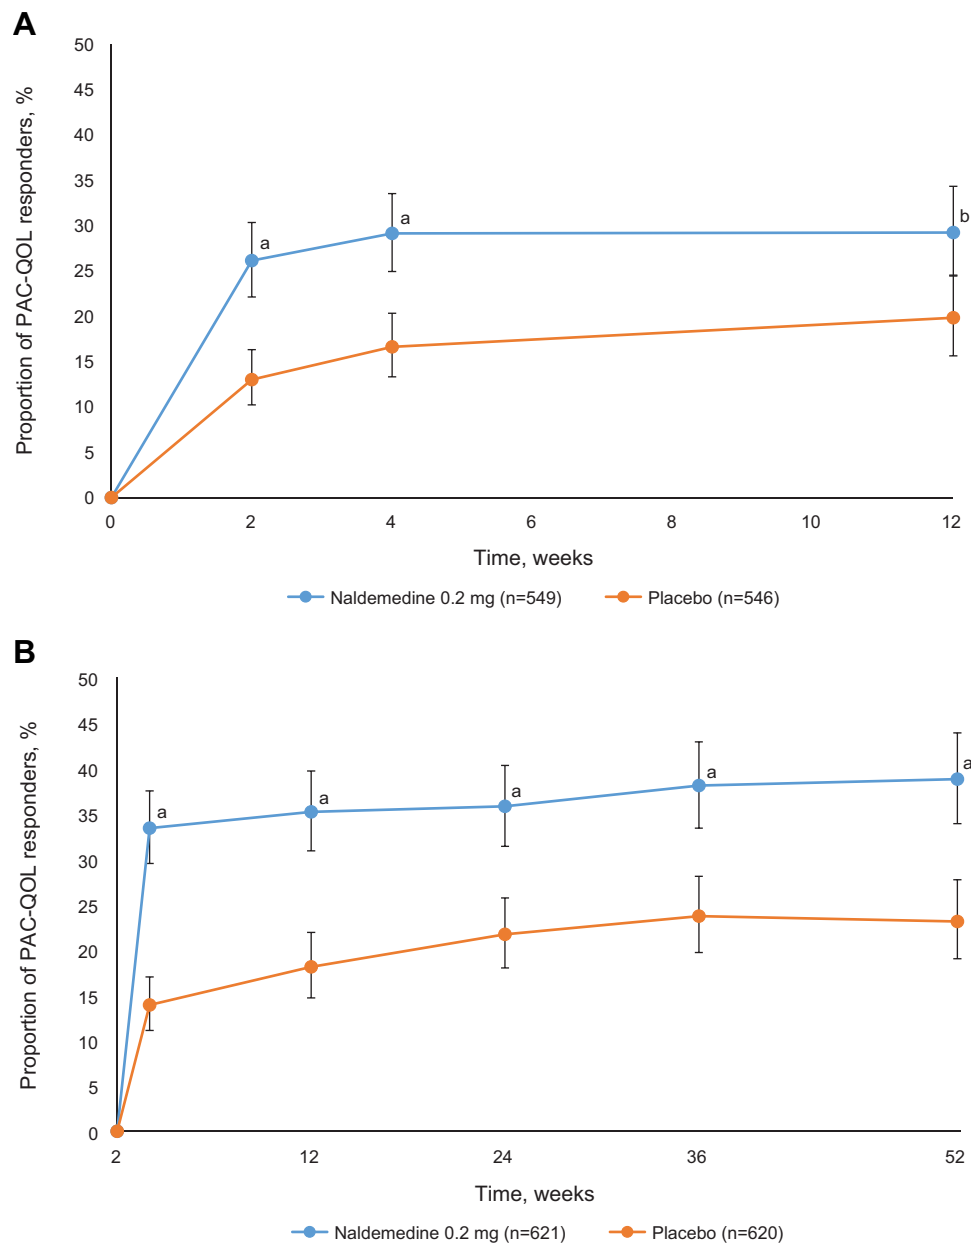 A
Proportion of PAC-QOL responders, %
50
45
40
35
30
25
20
15
10
5
0
a
a
b
0 2 4 6 8 10 12
Time, weeks
Naldemedine 0.2 mg (n=549) Placebo (n=546)
B
Proportion of PAC-QOL responders, %
50
45
40
35
30
25
20
15
10
5
0
a
a
a
a
a
2 12 24 36 52
Time, weeks
Naldemedine 0.2 mg (n=621) Placebo (n=620)